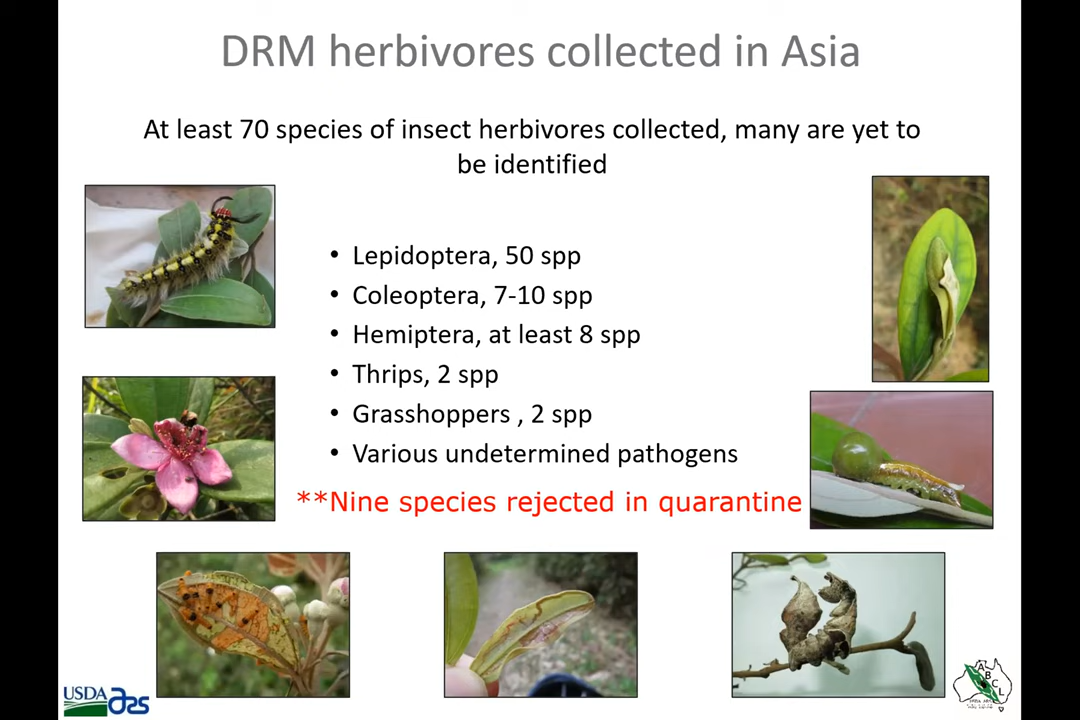 DRM herbivores collected in Asia
At least 70 species of insect herbivores collected, many are yet to
be identified
• Lepidoptera, 50 spp
• Coleoptera, 7-10 spp
• Hemiptera, at least 8 spp
• Thrips, 2 spp
• Grasshoppers , 2 spp
• Various undetermined pathogens
**Nine species rejected in quarantine
USDA ars
ABCL